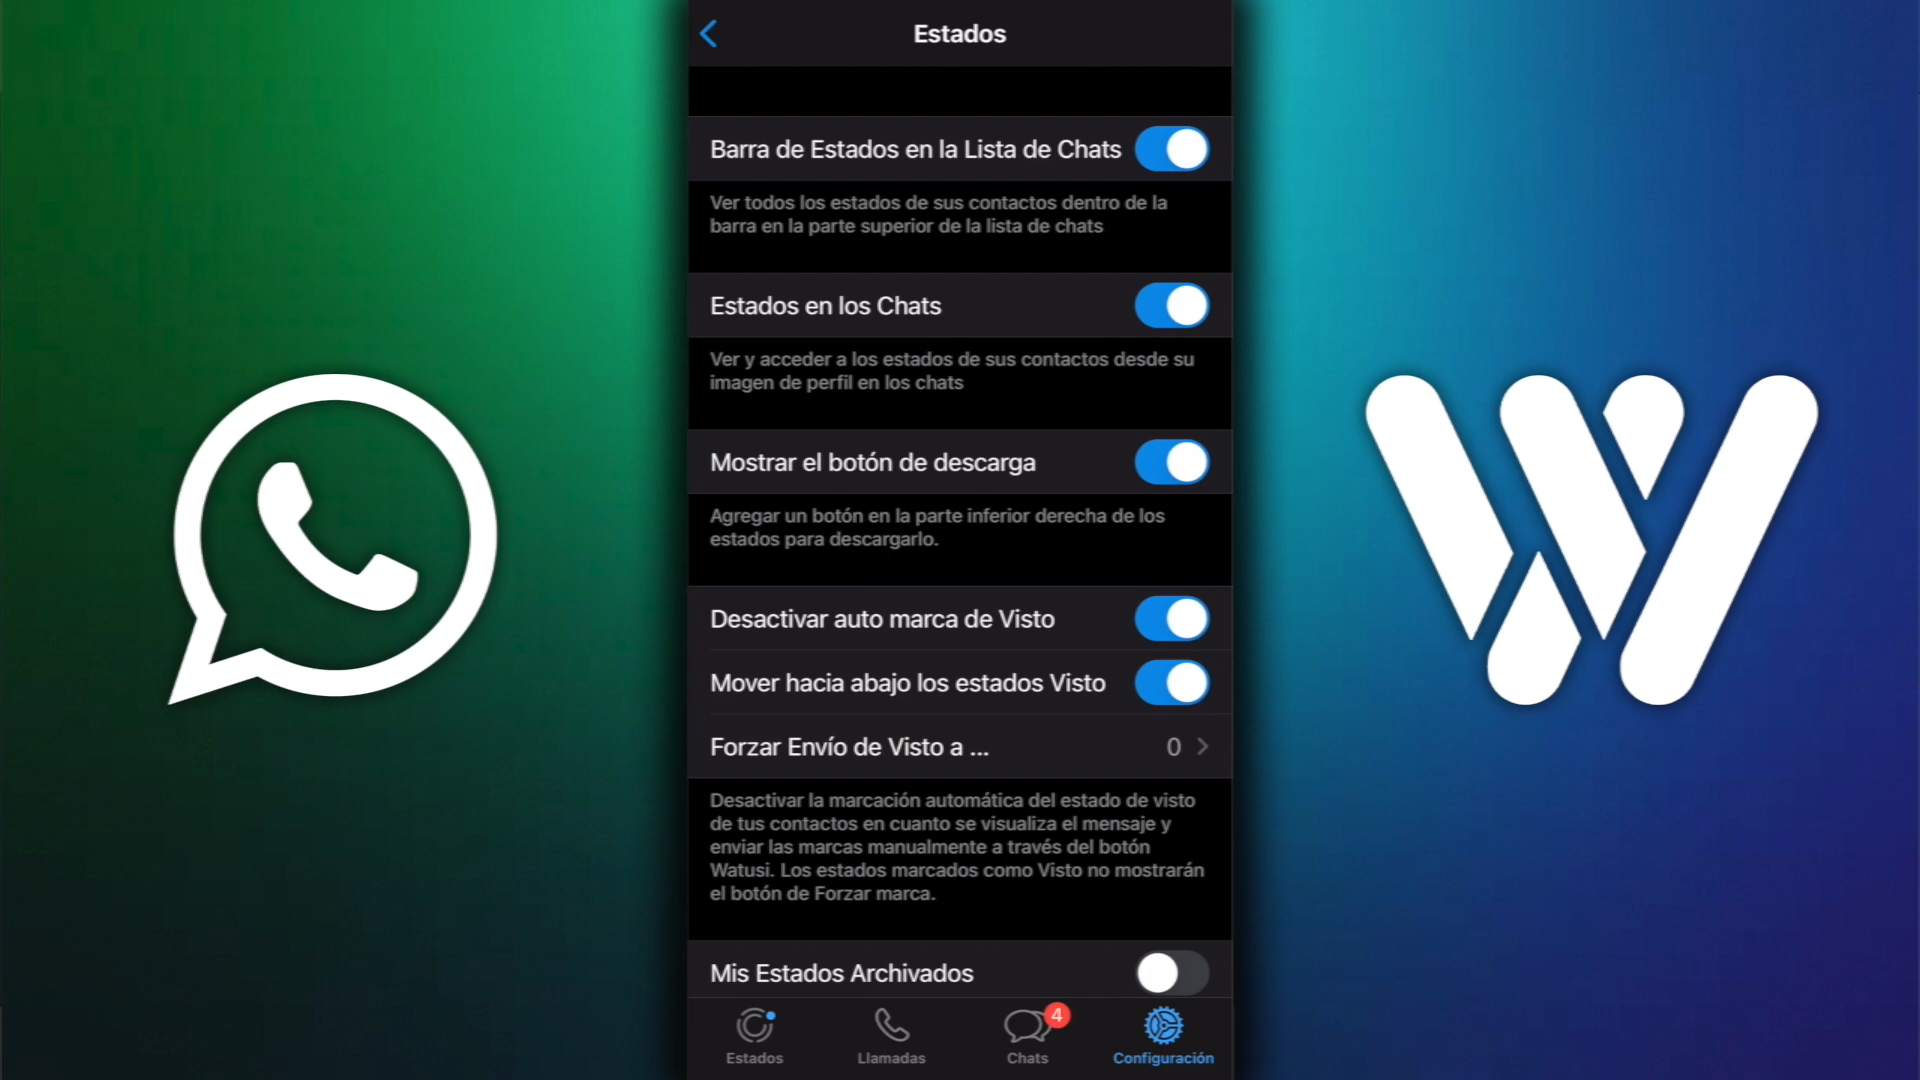 Estados
Barra de Estados en la Lista de Chats
Ver todos los estados de sus contactos dentro de la
barra en la parte superior de la lista de chats
Estados en los Chats
Ver y acceder a los estados de sus contactos desde su
imagen de perfil en los chats
Mostrar el botón de descarga
Agregar un botón en la parte inferior derecha de los
estados para descargarlo.
Desactivar auto marca de Visto
Mover hacia abajo los estados Visto
Forzar Envío de Visto a ... 0
Desactivar la marcación automática del estado de visto
de tus contactos en cuanto se visualiza el mensaje y
enviar las marcas manualmente a través del botón
Watusi. Los estados marcados como Visto no mostrarán
el botón de Forzar marca.
Mis Estados Archivados
4
Estados Llamadas Chats Configuración